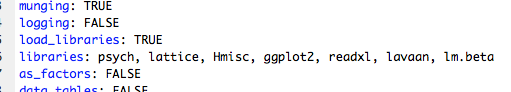 munging: TRUE
logging: FALSE
load_libraries: TRUE
libraries: psych, lattice, Hmisc, ggplot2, readxl, lavaan, lm.beta
as_factors: FALSE
data_tables: FALSE